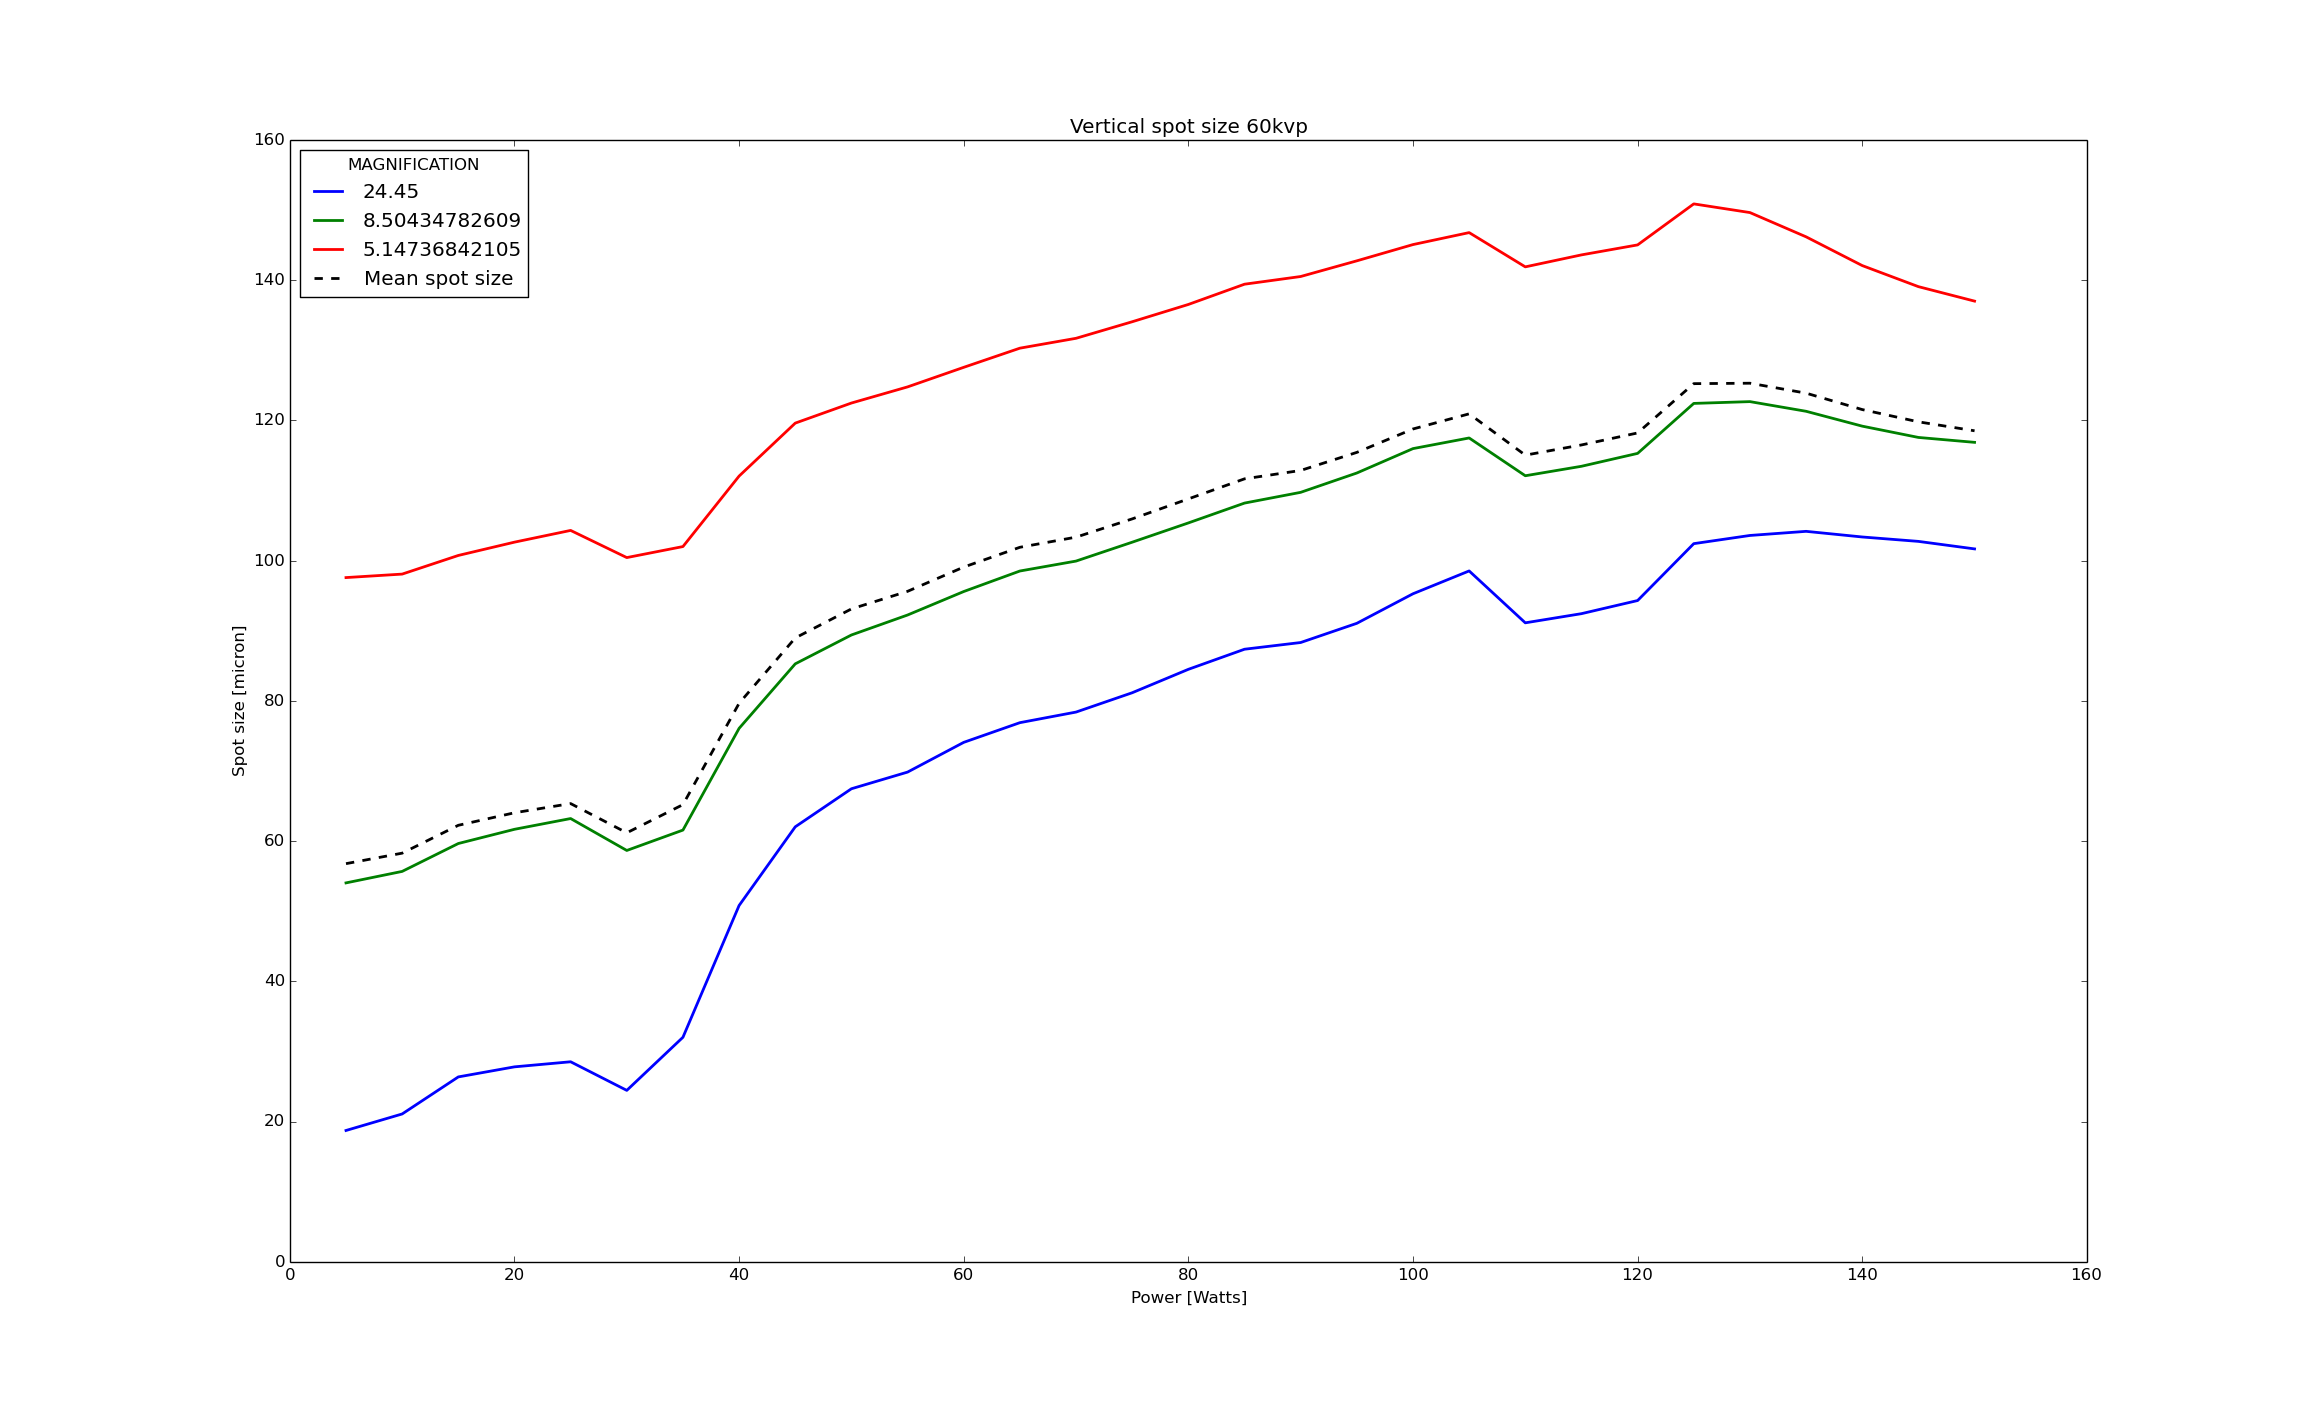 Vertical spot size 60kvp
MAGNIFICATION
24.45
8.50434782609
5.14736842105
Mean spot size
160
140
120
100
80
60
40
20
0
Spot size [micron]
0 20 40 60 80 100 120 140 160
Power [Watts]